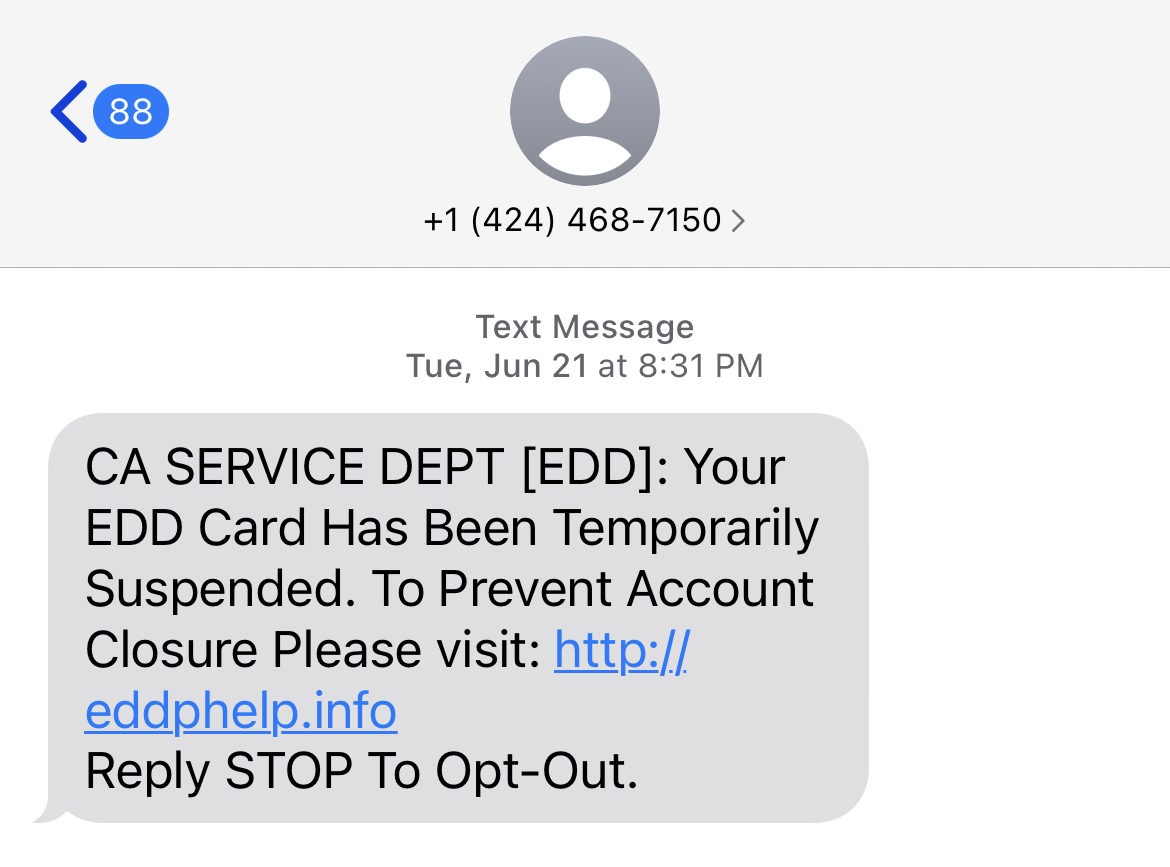 88
+1 (424) 468-7150
Text Message
Tue, Jun 21 at 8:31 PM
CA SERVICE DEPT [EDD]: Your
EDD Card Has Been Temporarily
Suspended. To Prevent Account
Closure Please visit: http://
eddphelp.info
Reply STOP To Opt-Out.